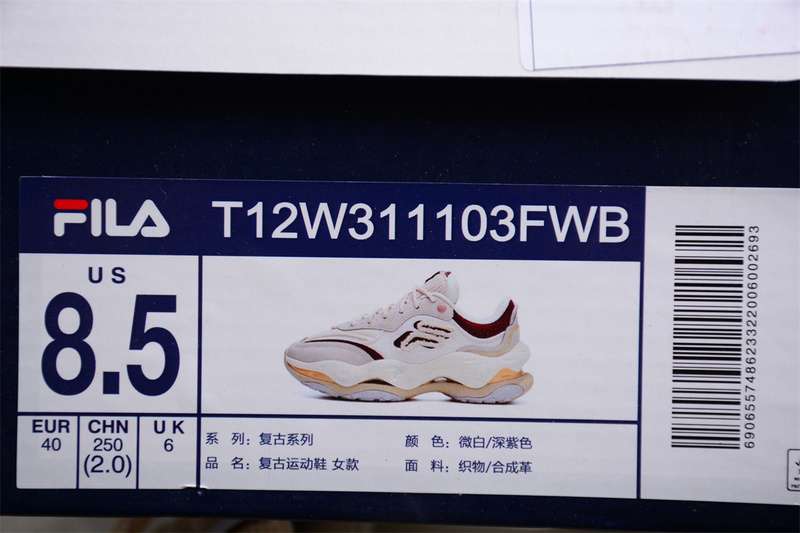 FILA T12W311103FWB
US
8.5
EUR
40
CHN
250
(2.0)
UK
6
系 列: 复古系列
品 名: 复古运动鞋 女款
颜 色: 微白/深紫色
面 料: 织物/合成革
690655748623322006002693